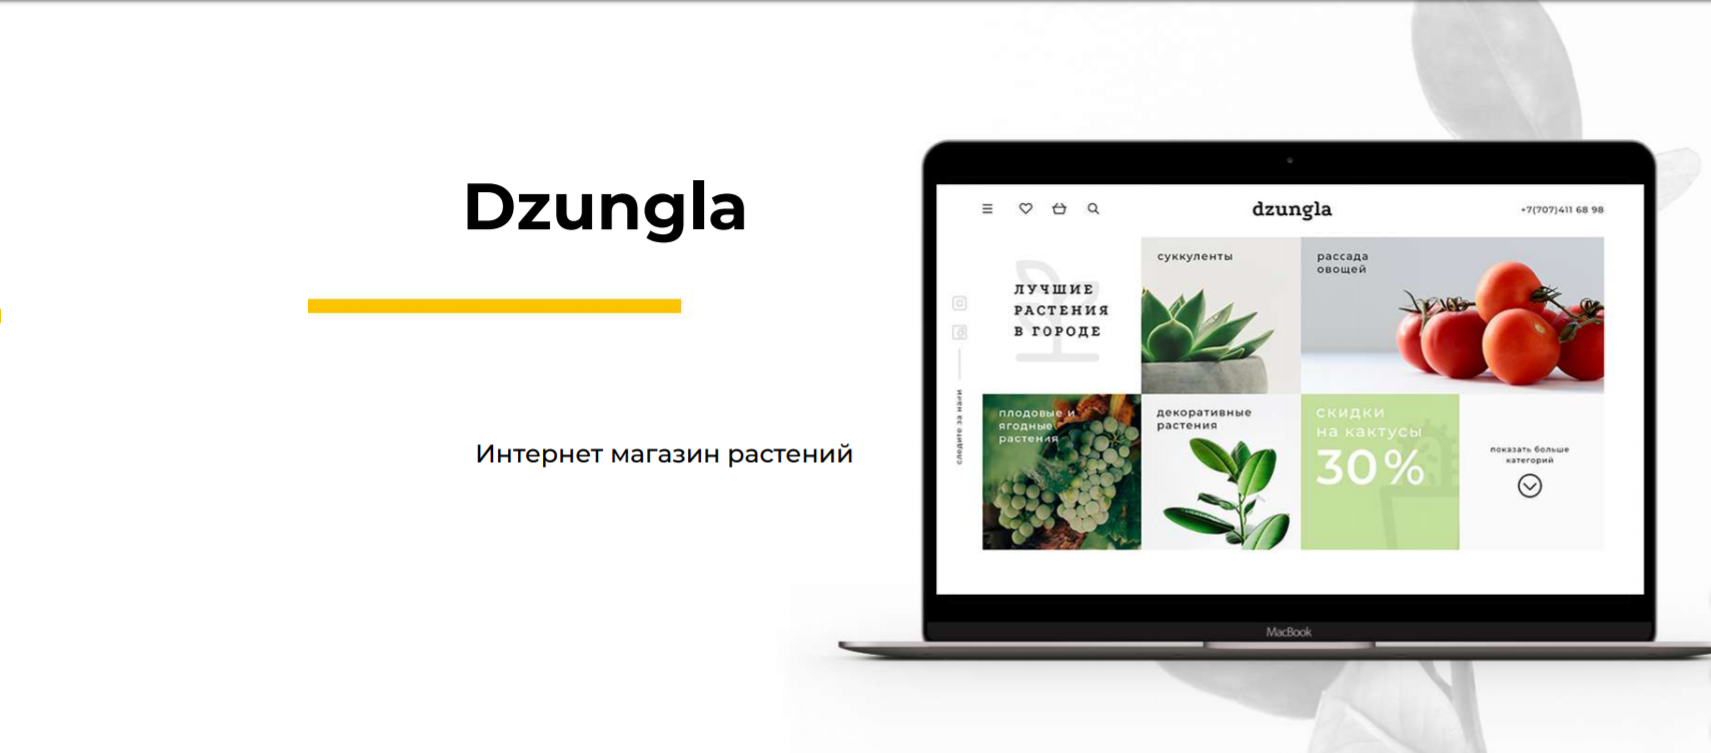 Dzungla
Интернет магазин растений
dzungla
+7(707)411 68 98
ЛУЧШИЕ
РАСТЕНИЯ
В ГОРОДЕ
суккуленты
рассада
овощей
следите за нами
плодовые и
ягодные
растения
декоративные
растения
скидки
на кактусы
30%
показать больше
категорий
MacBook